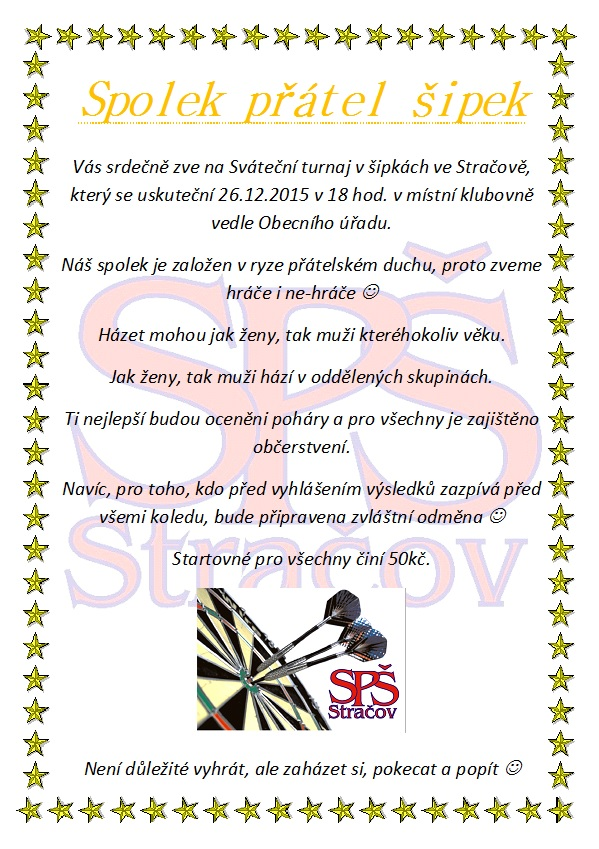 Spolek přátel šipek
Vás srdečně zve na Sváteční turnaj v šipkách ve Stračově,
který se uskuteční 26.12.2015 v 18 hod. v místní klubovně
vedle Obecního úřadu.
Náš spolek je založen v ryze přátelském duchu, proto zveme
hráče i ne-hráče ☺
Házet mohou jak ženy, tak muži kteréhokoliv věku.
Jak ženy, tak muži hází v oddělených skupinách.
Ti nejlepší budou oceněni poháry a pro všechny je zajištěno
občerstvení.
Navíc, pro toho, kdo před vyhlášením výsledků zazpívá před
všemi koledu, bude připravena zvláštní odměna ☺
Startovné pro všechny činí 50kč.
SPŠ
Stračov
SPŠ
Stračov
Není důležité vyhrát, ale zaházet si, pokecat a popít ☺